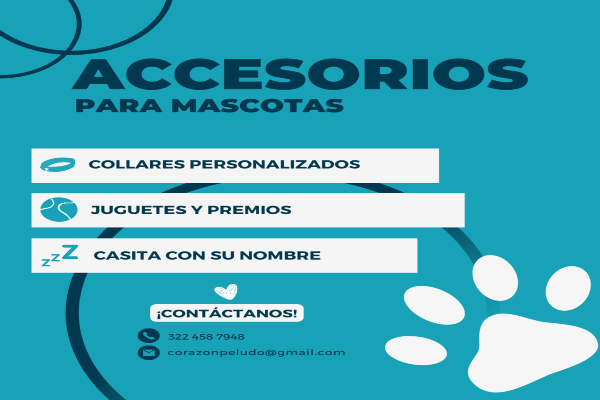 ACCESORIOS
PARA MASCOTAS
COLLARES PERSONALIZADOS
JUGUETES Y PREMIOS
zzZ CASITA CON SU NOMBRE
¡CONTÁCTANOS!
322 458 7948
corazonpeludo@gmail.com